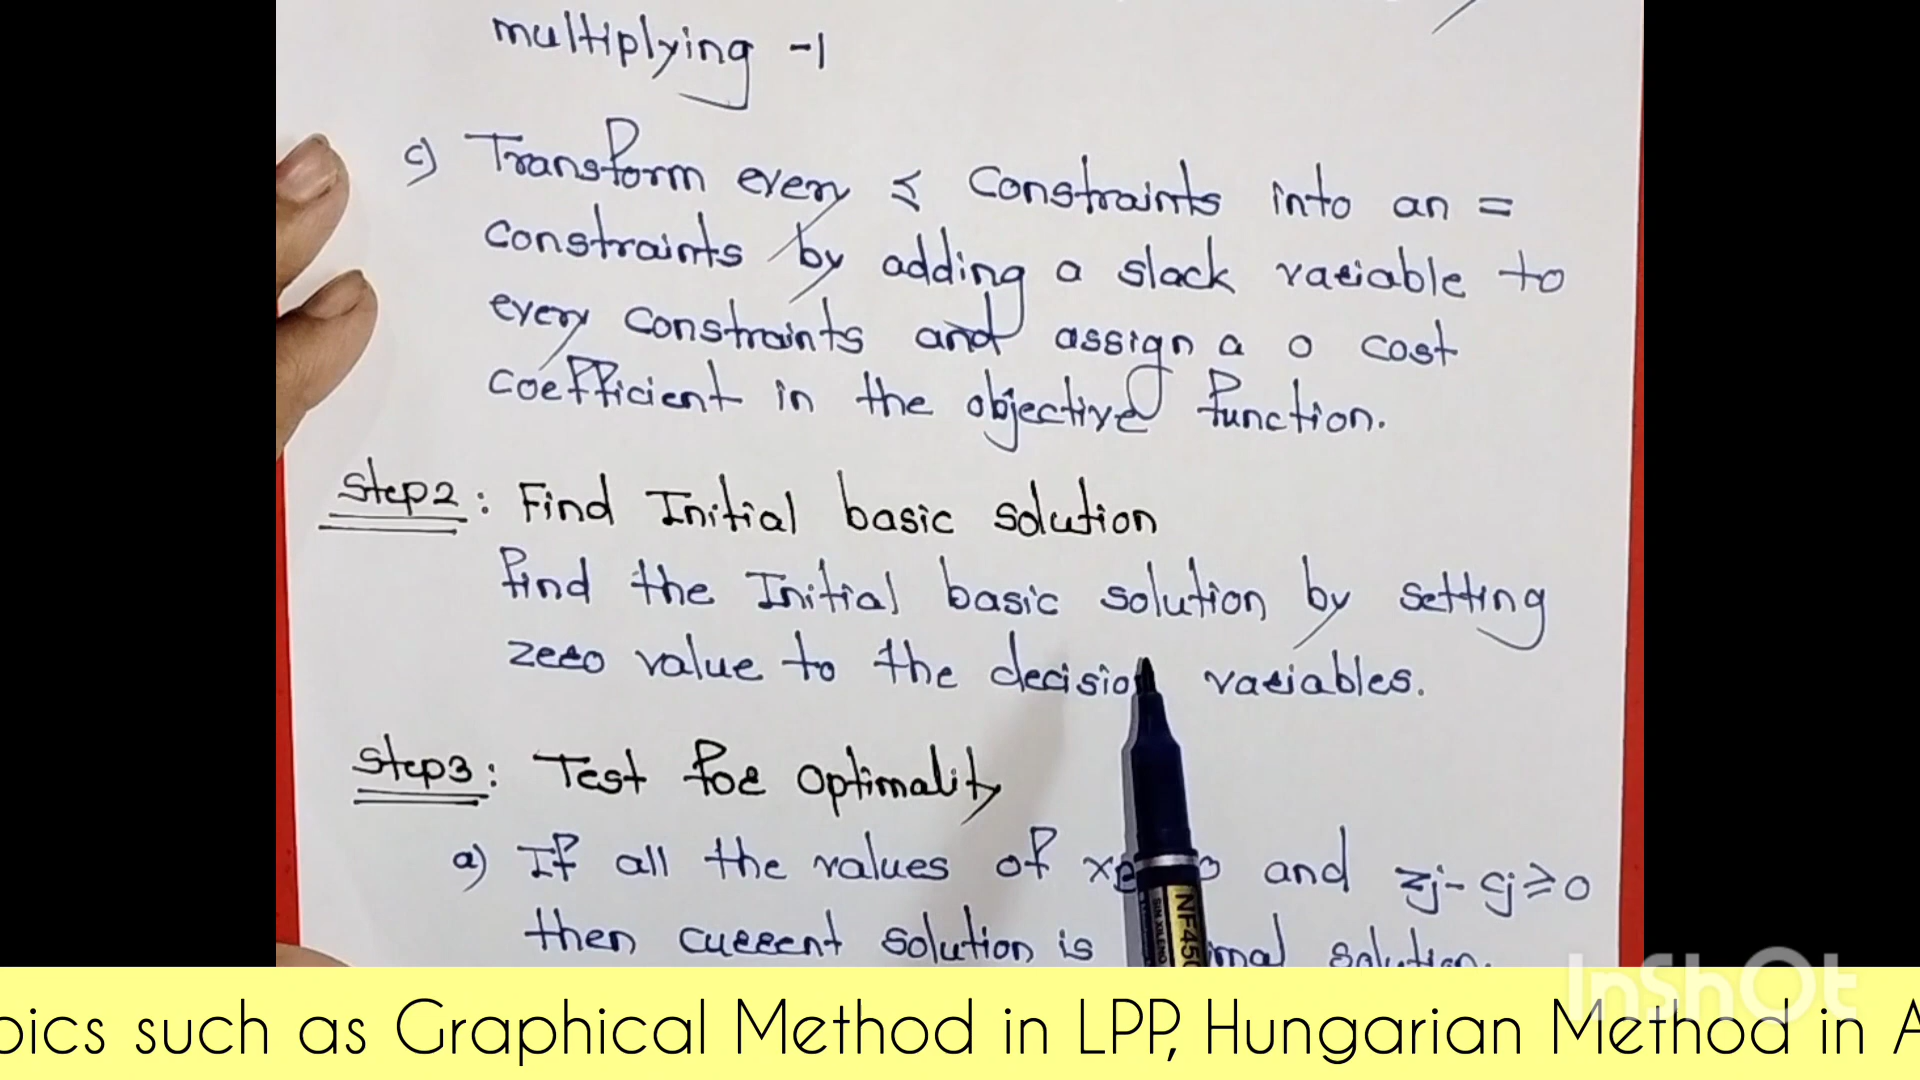 multiplying -1
c) Transform every ≤ constraints into an =
constraints by adding a slack variable to
every constraints and assign a 0 cost
coefficient in the objective function.
Step2: Find Initial basic solution
find the Initial basic solution by setting
zero value to the decision variables.
Step3: Test for optimality
a) If all the values of and zj - cj ≥ 0
then current solution is solution.
NF450
InShOt
pics such as Graphical Method in LPP, Hungarian Method in A